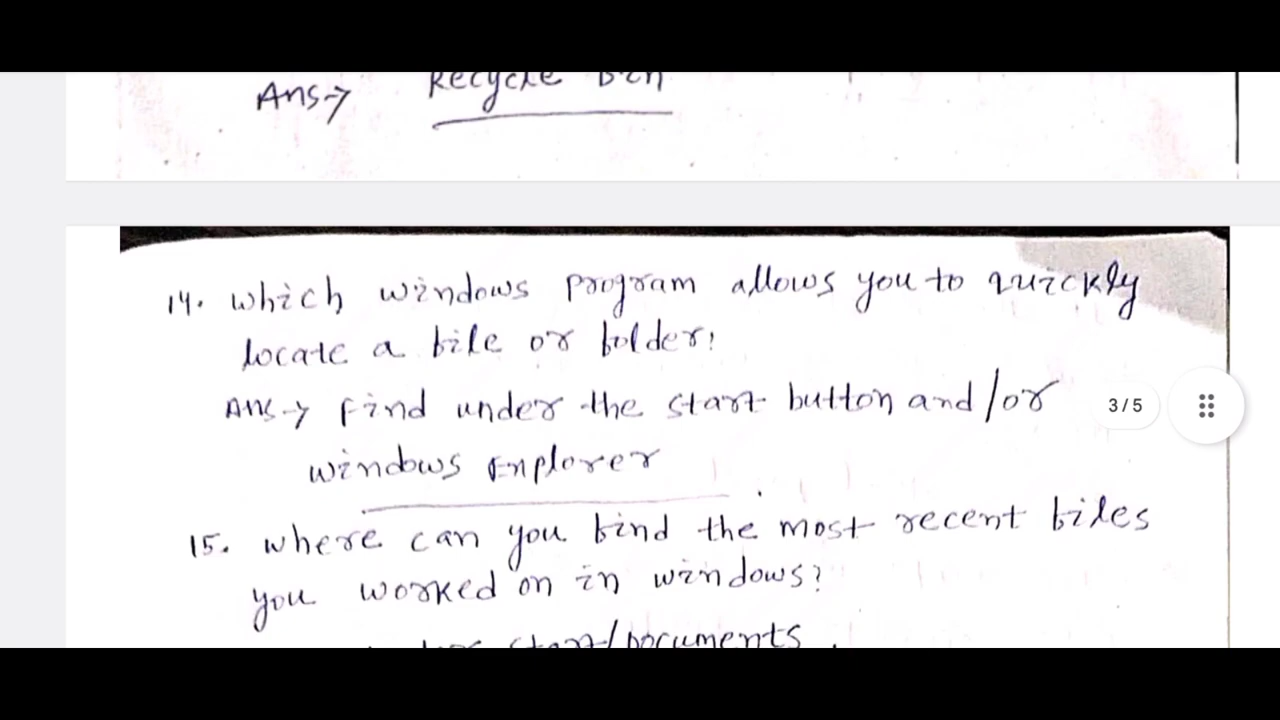 Ans→ Recycle Bin
14. which windows program allows you to quickly
locate a file or folder?
Ans→ Find under the start button and/or
3/5
windows Explorer
15. where can you find the most recent files
you worked on in windows?
start/Documents